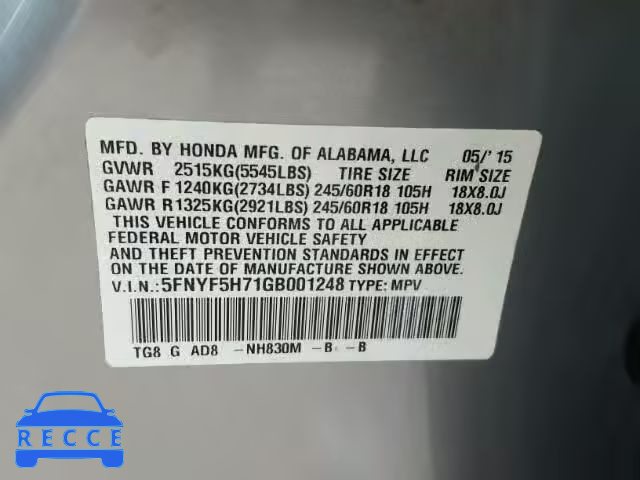 MFD. BY HONDA MFG. OF ALABAMA, LLC 05/'15
GVWR 2515KG(5545LBS) TIRE SIZE RIM SIZE
GAWR F 1240KG(2734LBS) 245/60R18 105H 18X8.0J
GAWR R 1325KG(2921LBS) 245/60R18 105H 18X8.0J
THIS VEHICLE CONFORMS TO ALL APPLICABLE
FEDERAL MOTOR VEHICLE SAFETY
AND THEFT PREVENTION STANDARDS IN EFFECT
ON THE DATE OF MANUFACTURE SHOWN ABOVE.
V.I.N.: 5FNYF5H71GB001248 TYPE: MPV
TG8 G AD8 -NH830M -B -B
RECCE